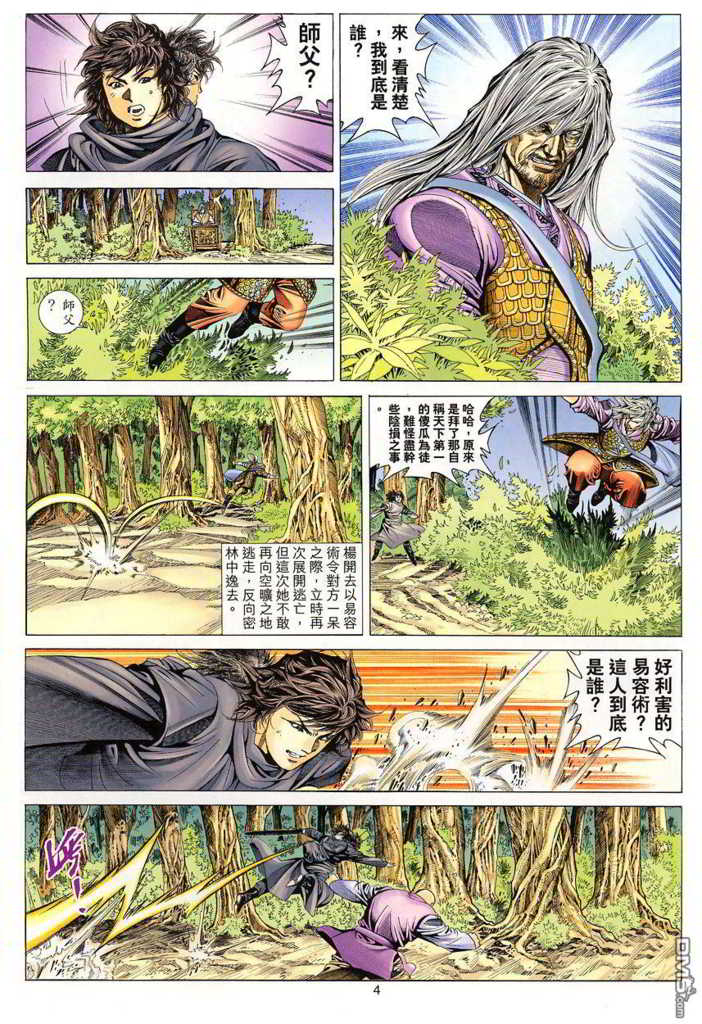 來，看清楚
，我到底是
誰？
師父？
師父
？
哈哈，原來
是拜了那自
稱天下第一
的傻瓜為徒
，難怪盡幹
些陰損之事
。
楊開去以易容
術令對方一呆
之際，立時再
次展開逃亡，
但這次她不敢
再向空曠之地
逃走，反向密
林中逸去。
好利害的
易容術？
這人到底
是誰？
4
DM5.com